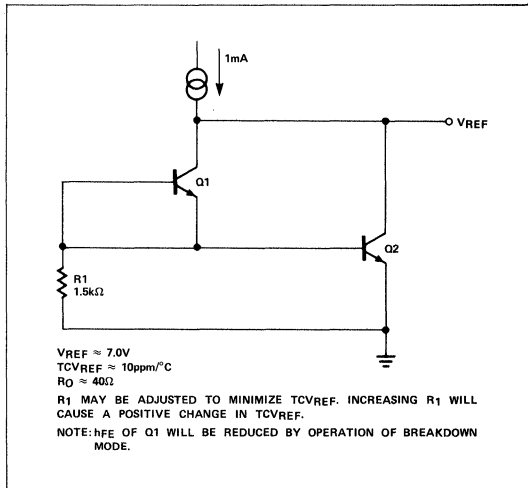 1mA
VREF
Q1
Q2
R1
1.5kΩ
VREF ≈ 7.0V
TCVREF ≈ 10ppm/°C
RO ≈ 40Ω
R1 MAY BE ADJUSTED TO MINIMIZE TCVREF. INCREASING R1 WILL
CAUSE A POSITIVE CHANGE IN TCVREF.
NOTE: hFE OF Q1 WILL BE REDUCED BY OPERATION OF BREAKDOWN
MODE.